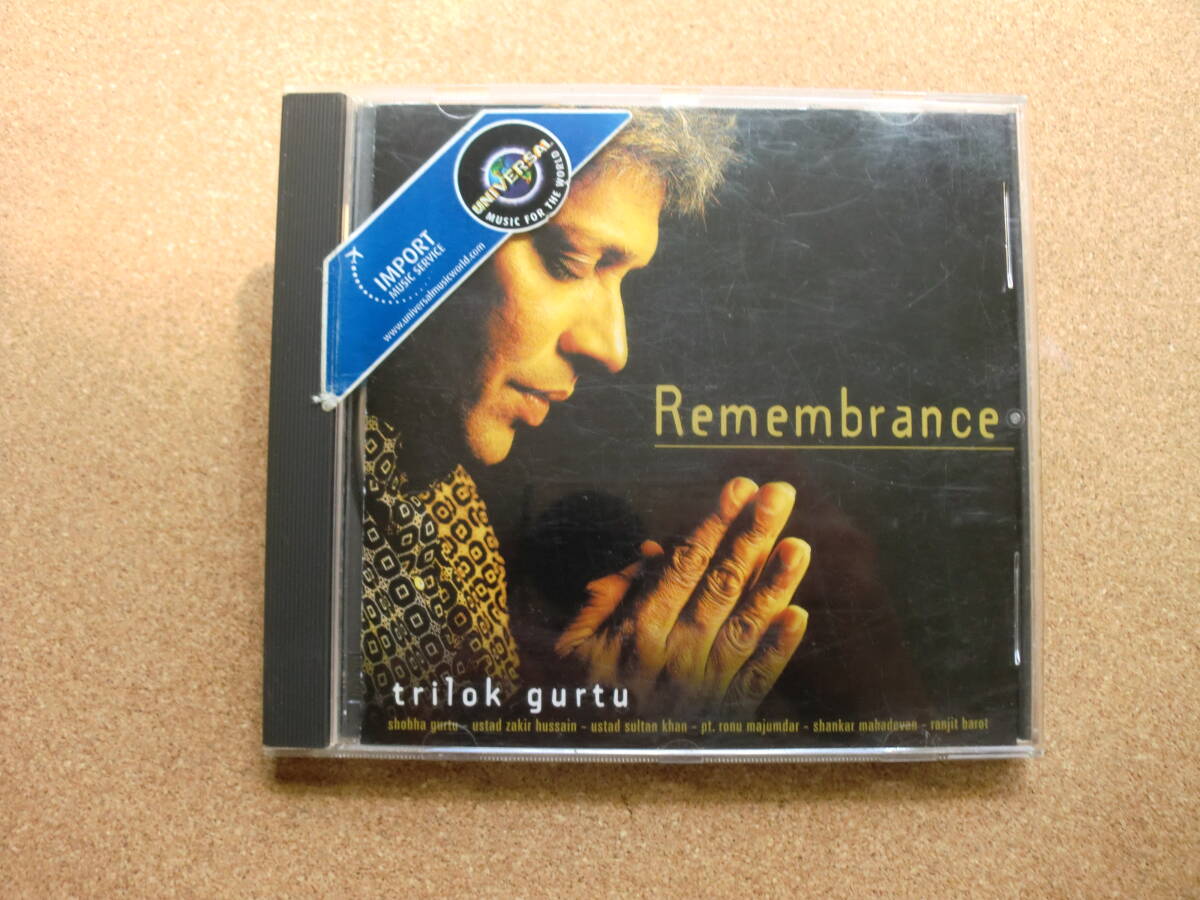 UNIVERSAL
MUSIC FOR THE WORLD
IMPORT
MUSIC SERVICE
www.universalmusicworld.com
Remembrance
trilok gurtu
shobha gurtu - ustad zakir hussain - ustad sultan khan - pt. ronu majumdar - shankar mahadevan - ranjit barot